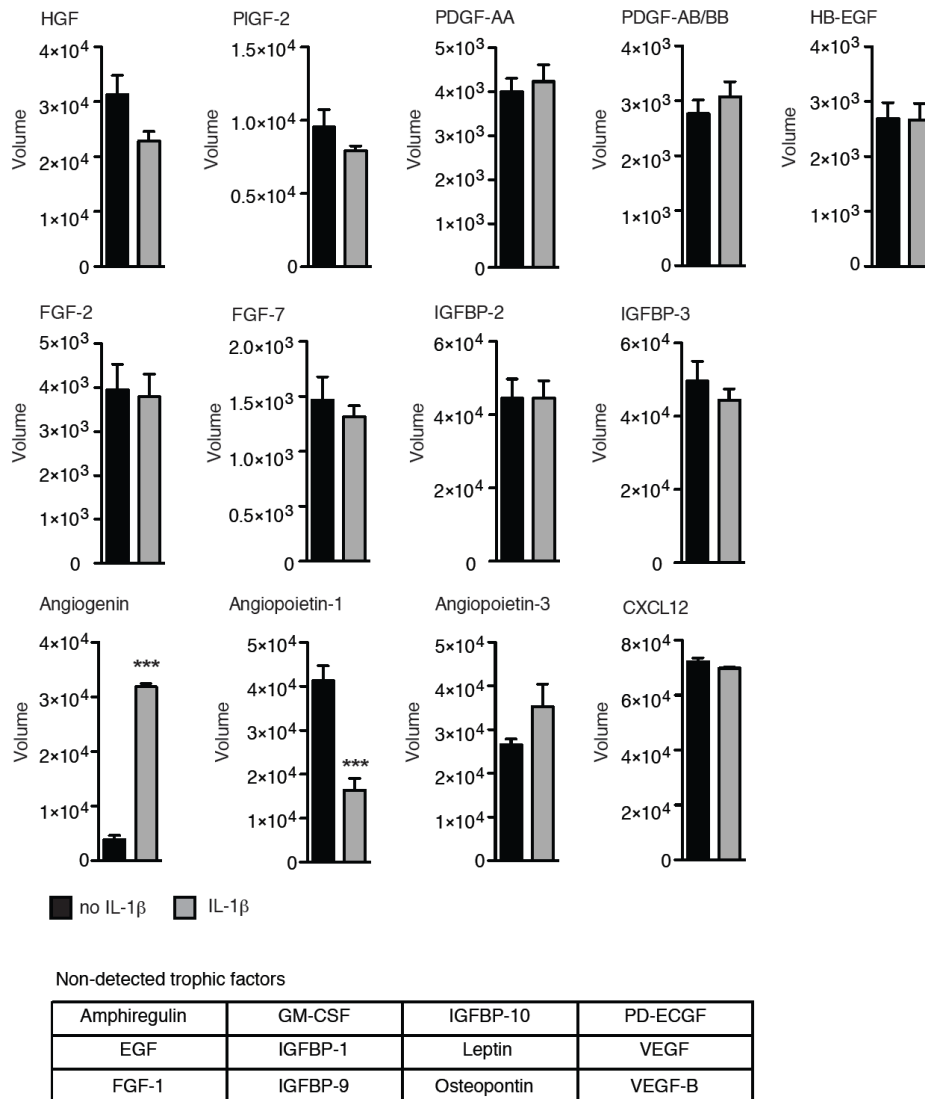 HGF
PlGF-2
PDGF-AA
PDGF-AB/BB
HB-EGF
Volume
4×10⁴
3×10⁴
2×10⁴
1×10⁴
0
Volume
1.5×10⁴
1.0×10⁴
0.5×10⁴
0
Volume
5×10³
4×10³
3×10³
2×10³
1×10³
0
Volume
4×10³
3×10³
2×10³
1×10³
0
Volume
4×10³
3×10³
2×10³
1×10³
0
FGF-2
FGF-7
IGFBP-2
IGFBP-3
Volume
5×10³
4×10³
3×10³
2×10³
1×10³
0
Volume
2.0×10³
1.5×10³
1.0×10³
0.5×10³
0
Volume
6×10⁴
4×10⁴
2×10⁴
0
Volume
6×10⁴
4×10⁴
2×10⁴
0
Angiogenin
Angiopoietin-1
Angiopoietin-3
CXCL12
Volume
4×10⁴
3×10⁴
2×10⁴
1×10⁴
0
***
Volume
5×10⁴
4×10⁴
3×10⁴
2×10⁴
1×10⁴
0
***
Volume
5×10⁴
4×10⁴
3×10⁴
2×10⁴
1×10⁴
0
Volume
8×10⁴
6×10⁴
4×10⁴
2×10⁴
0
no IL-1β IL-1β
Non-detected trophic factors
Amphiregulin GM-CSF IGFBP-10 PD-ECGF
EGF IGFBP-1 Leptin VEGF
FGF-1 IGFBP-9 Osteopontin VEGF-B